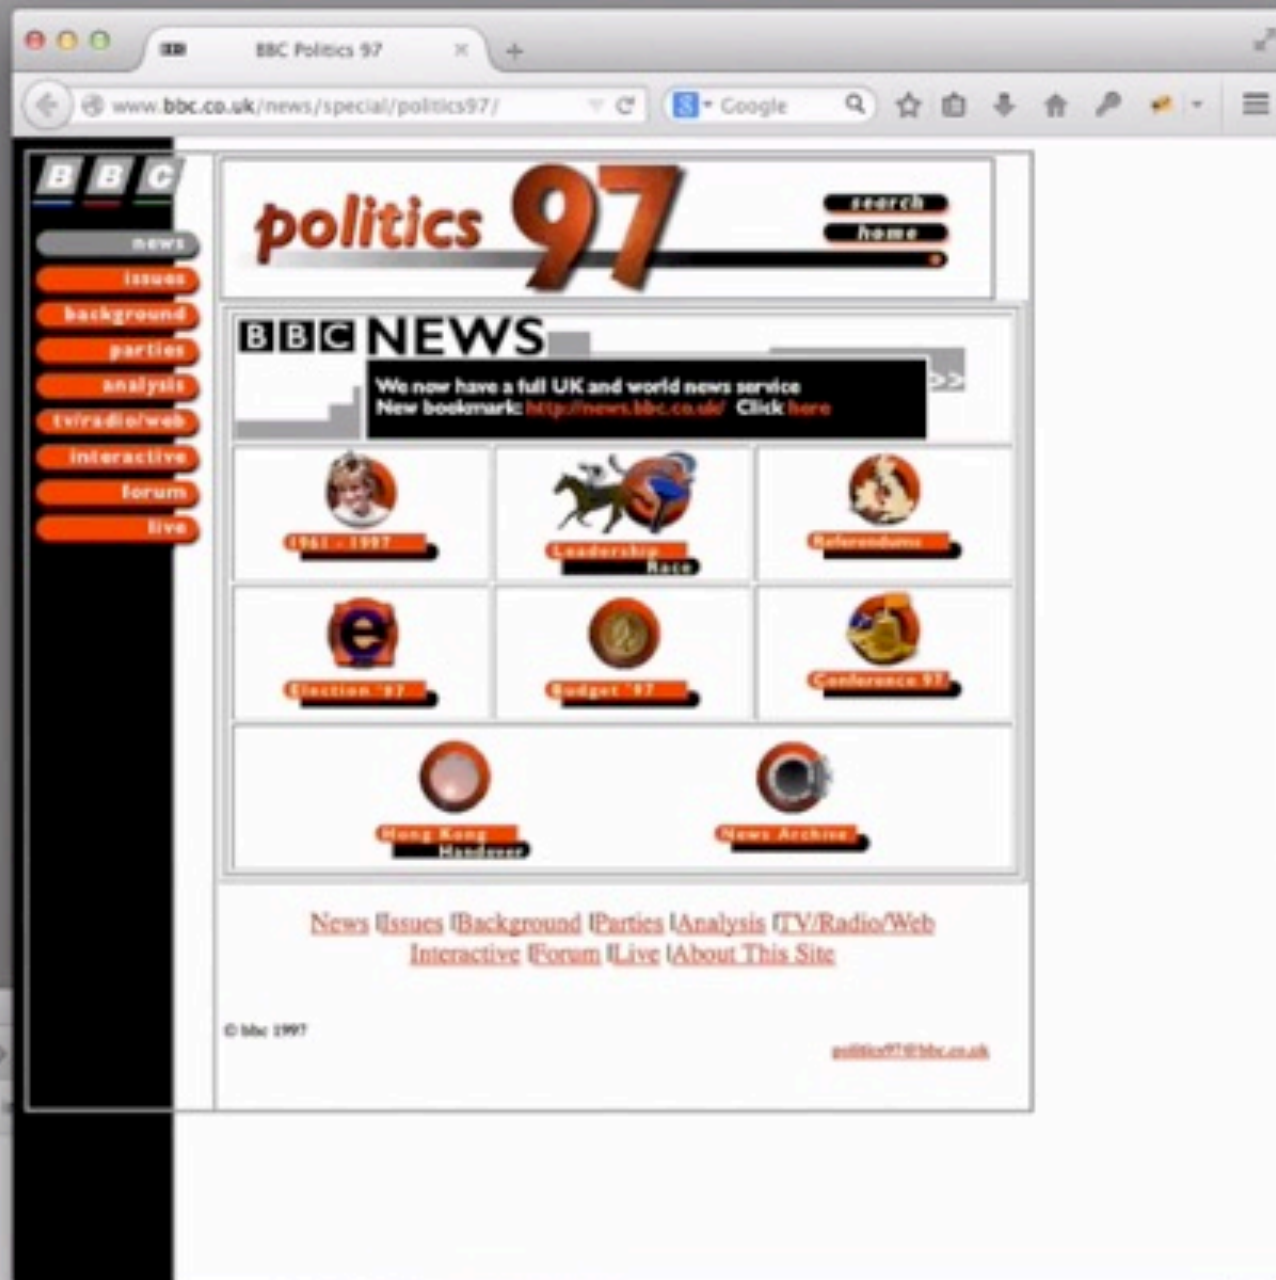 BBC Politics 97
www.bbc.co.uk/news/special/politics97/
Google
BBC
politics 97
search
home
news
issues
background
parties
analysis
tv/radio/web
interactive
forum
live
BBC NEWS
We now have a full UK and world news service
New bookmark: http://news.bbc.co.uk/ Click here
>>
1961 - 1997
Leadership
Race
Referendums
Election '97
Budget '97
Conference 97
Hong Kong
Handover
News Archive
News | Issues | Background | Parties | Analysis | TV/Radio/Web
Interactive | Forum | Live | About This Site
© bbc 1997
politics97@bbc.co.uk